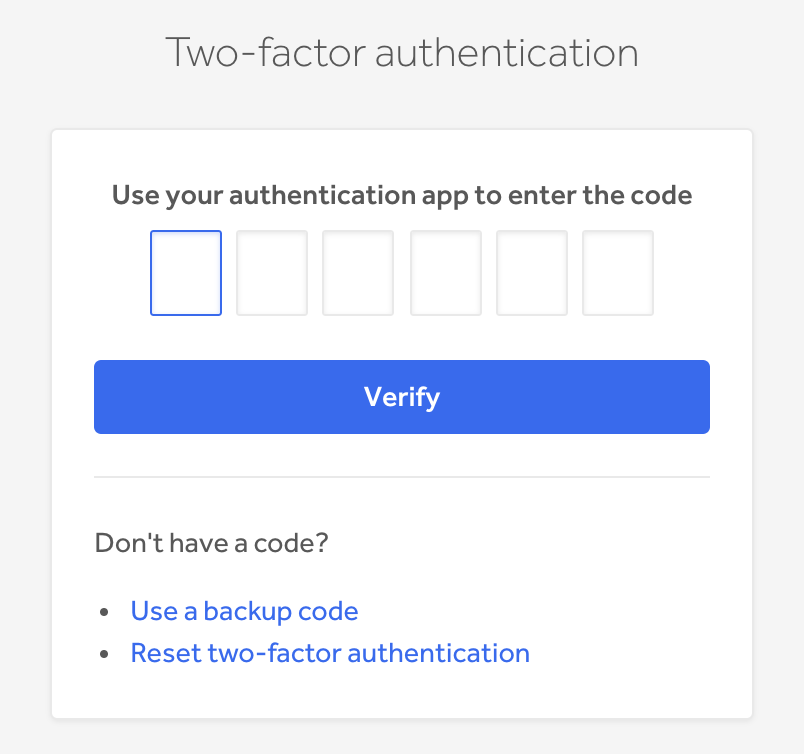 Two-factor authentication
Use your authentication app to enter the code
Verify
Don't have a code?
Use a backup code
Reset two-factor authentication